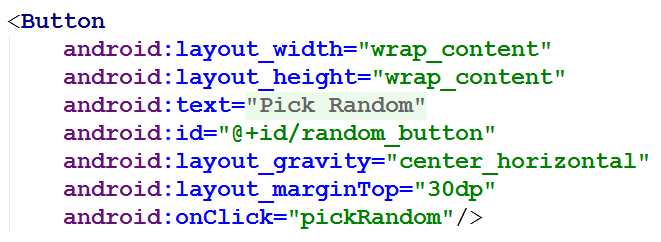 <Button
android:layout_width="wrap_content"
android:layout_height="wrap_content"
android:text="Pick Random"
android:id="@+id/random_button"
android:layout_gravity="center_horizontal"
android:layout_marginTop="30dp"
android:onClick="pickRandom"/>